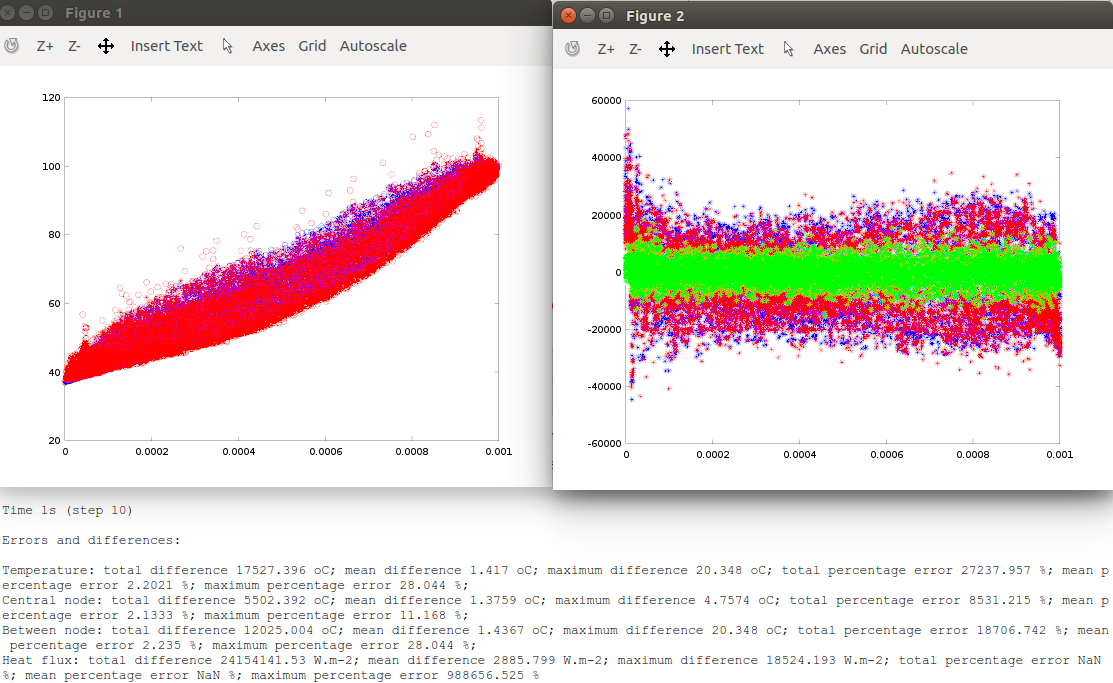 Figure 1
Z+ Z- Insert Text Axes Grid Autoscale
120
100
80
60
40
20
0 0.0002 0.0004 0.0006 0.0008 0.001
Figure 2
Z+ Z- Insert Text Axes Grid Autoscale
60000
40000
20000
0
-20000
-40000
-60000
0 0.0002 0.0004 0.0006 0.0008 0.001
Time 1s (step 10)
Errors and differences:
Temperature: total difference 17527.396 oC; mean difference 1.417 oC; maximum difference 20.348 oC; total percentage error 27237.957 %; mean p
ercentage error 2.2021 %; maximum percentage error 28.044 %;
Central node: total difference 5502.392 oC; mean difference 1.3759 oC; maximum difference 4.7574 oC; total percentage error 8531.215 %; mean p
ercentage error 2.1333 %; maximum percentage error 11.168 %;
Between node: total difference 12025.004 oC; mean difference 1.4367 oC; maximum difference 20.348 oC; total percentage error 18706.742 %; mean
percentage error 2.235 %; maximum percentage error 28.044 %;
Heat flux: total difference 24154141.53 W.m-2; mean difference 2885.799 W.m-2; maximum difference 18524.193 W.m-2; total percentage error NaN
%; mean percentage error NaN %; maximum percentage error 988656.525 %